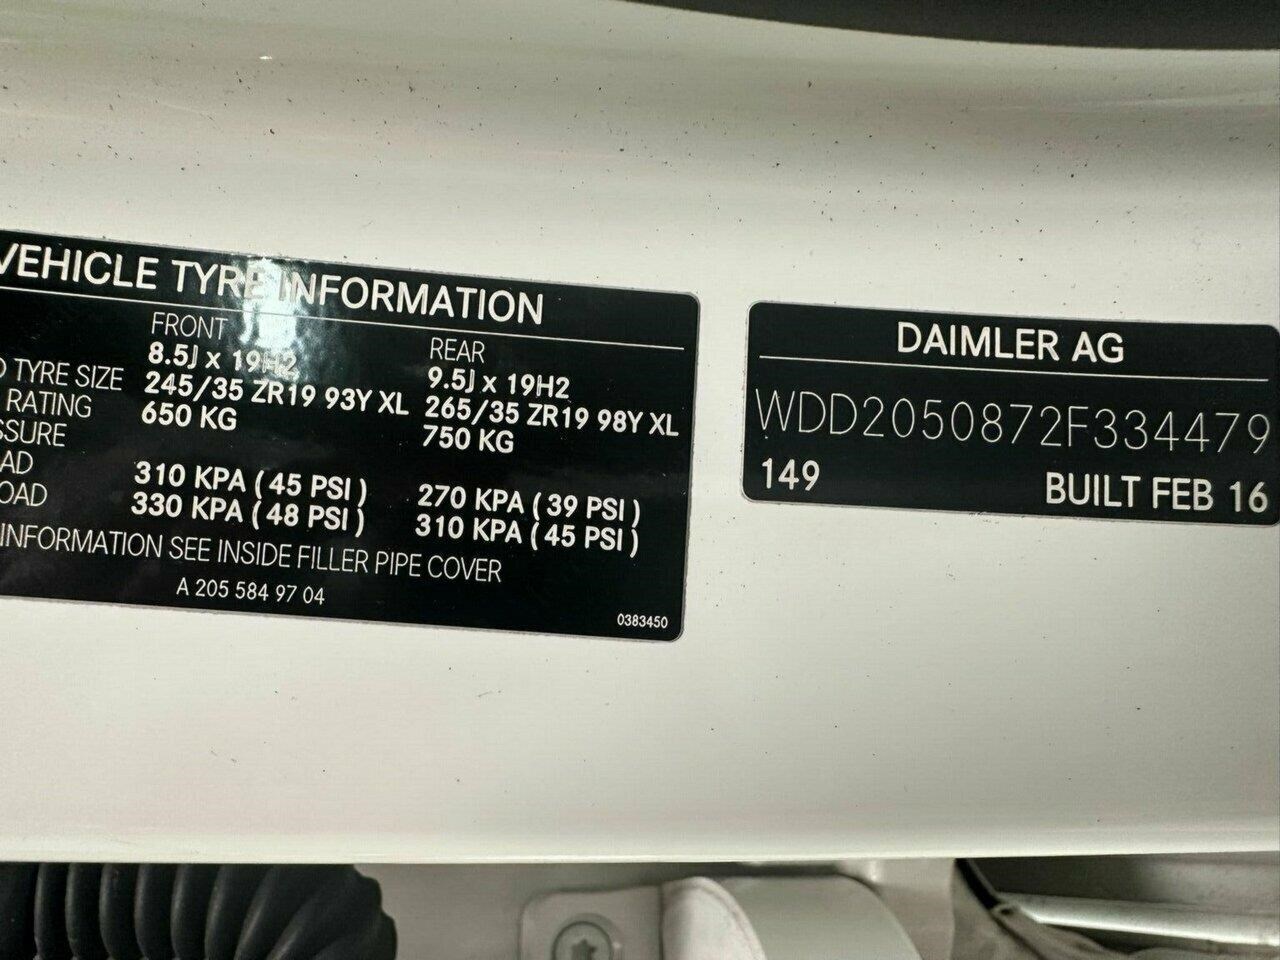 VEHICLE TYRE INFORMATION
FRONT REAR
8.5J x 19H2 9.5J x 19H2
TYRE SIZE 245/35 ZR19 93Y XL 265/35 ZR19 98Y XL
RATING 650 KG 750 KG
SSURE
AD 310 KPA ( 45 PSI ) 270 KPA ( 39 PSI )
OAD 330 KPA ( 48 PSI ) 310 KPA ( 45 PSI )
INFORMATION SEE INSIDE FILLER PIPE COVER
A 205 584 97 04
0383450
DAIMLER AG
WDD2050872F334479
149 BUILT FEB 16